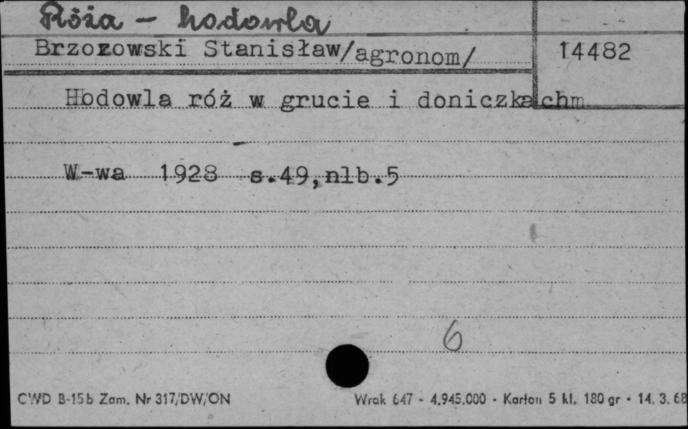 Róża – hodowla
Brzozowski Stanisław/agronom/ 14482
Hodowla róż w grucie i doniczkachm
W-wa 1928 s.49,nlb.5
6
CWD B-15b Zam. Nr 317/DW/ON Wrak 647 - 4.945.000 - Karton 5 kl. 180 gr - 14. 3. 68